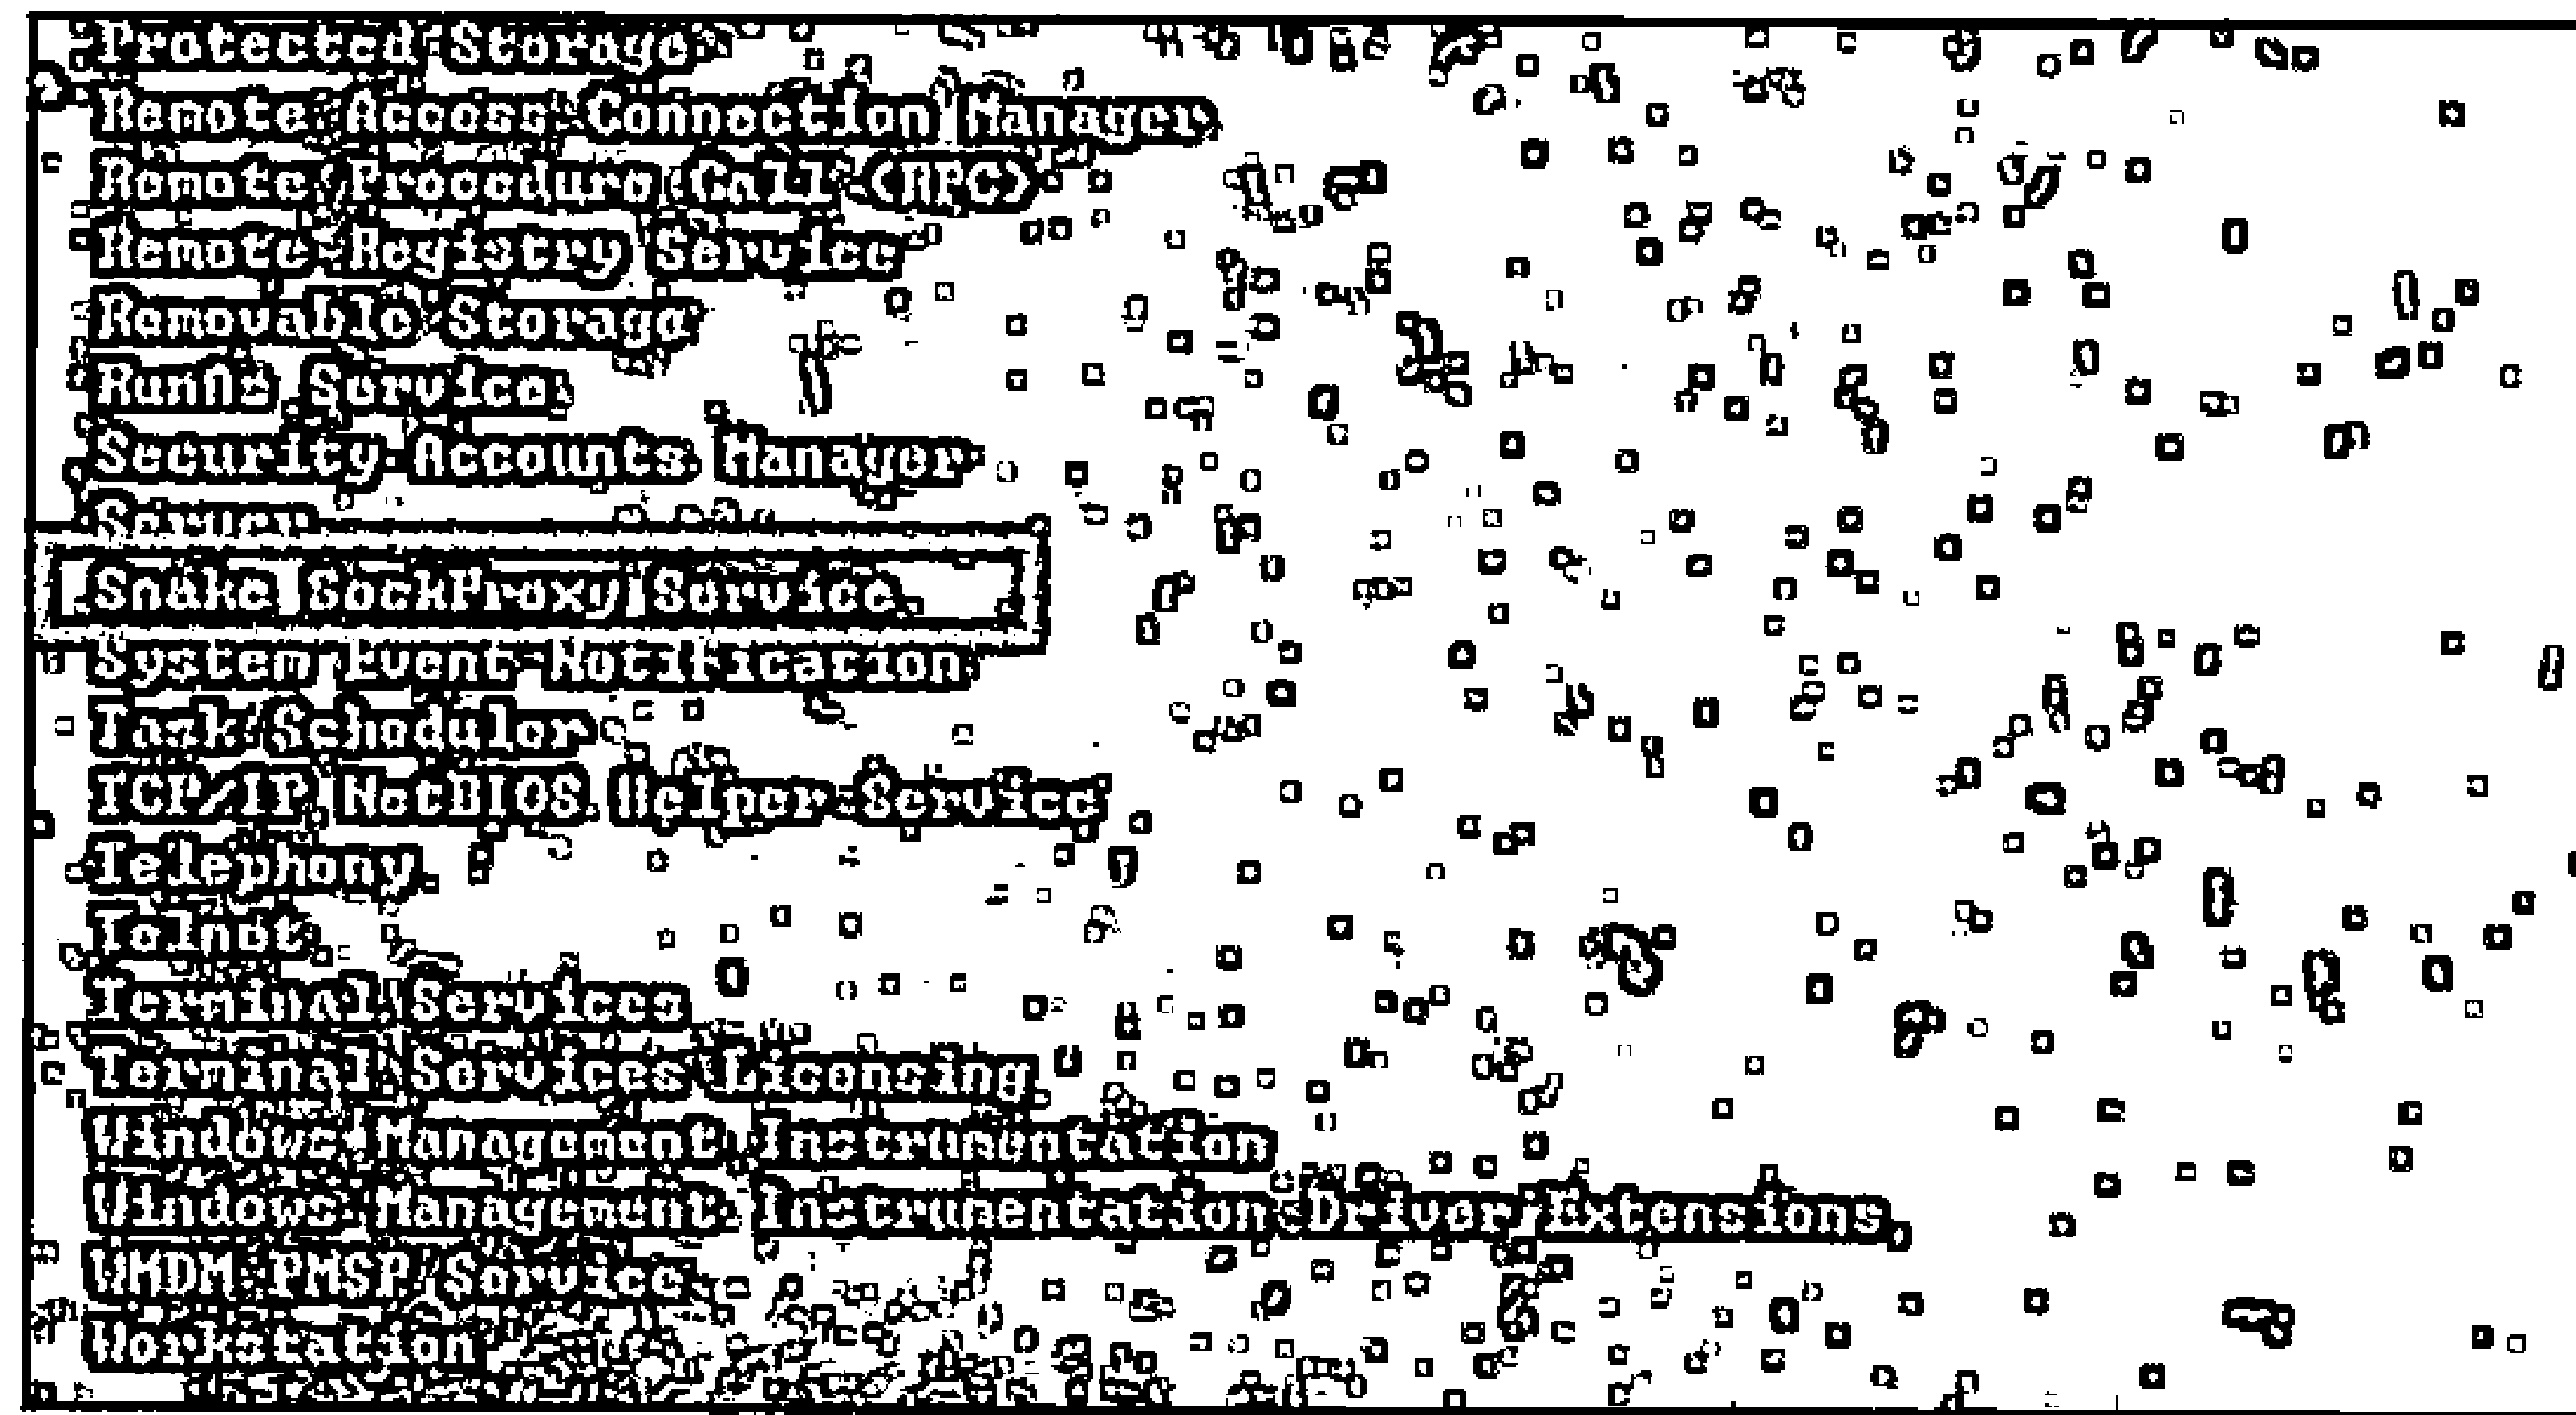 Protected Storage
Remote Access Connection Manager
Remote Procedure Call (RPC)
Remote Registry Service
Removable Storage
RunAs Service
Security Accounts Manager
Server
Snake SockProxy Service
System Event Notification
Task Scheduler
TCP/IP NetBIOS Helper Service
Telephony
Telnet
Terminal Services
Terminal Services Licensing
Windows Management Instrumentation
Windows Management Instrumentation Driver Extensions
WMDM PMSP Service
Workstation